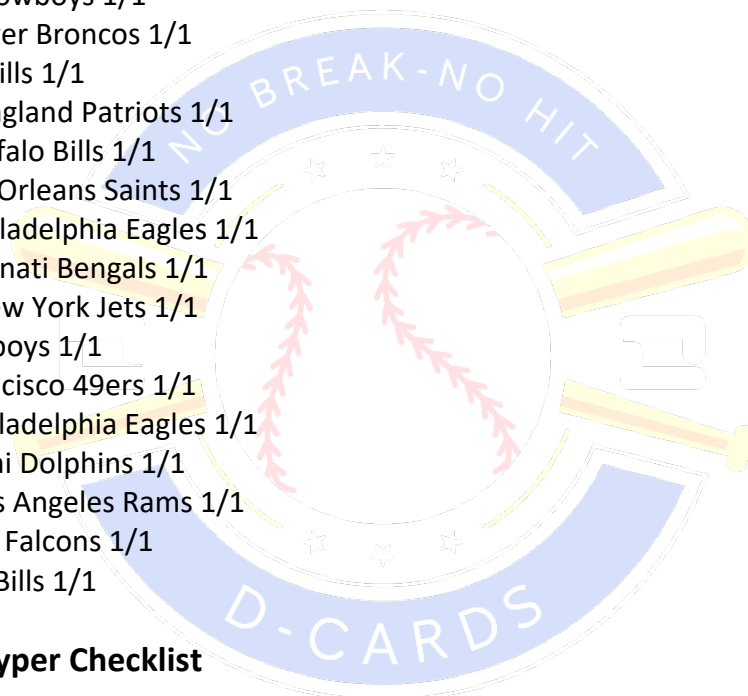 wboys 1/1
er Broncos 1/1
ills 1/1
gland Patriots 1/1
falo Bills 1/1
Orleans Saints 1/1
ladelphia Eagles 1/1
nati Bengals 1/1
ew York Jets 1/1
boys 1/1
cisco 49ers 1/1
ladelphia Eagles 1/1
ni Dolphins 1/1
s Angeles Rams 1/1
Falcons 1/1
Bills 1/1
yper Checklist
NO BREAK-NO HIT
D-CARDS